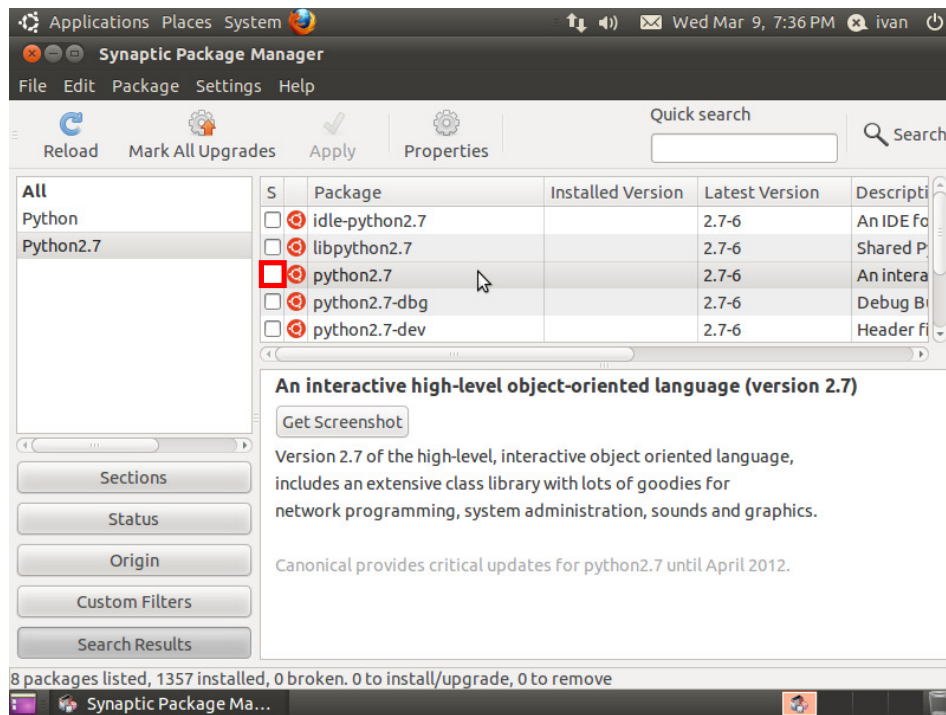 Applications Places System Wed Mar 9, 7:36 PM ivan
Synaptic Package Manager
File Edit Package Settings Help
Quick search
Reload Mark All Upgrades Apply Properties Search
All
Python
Python2.7
S Package Installed Version Latest Version Descripti
idle-python2.7 2.7-6 An IDE fo
libpython2.7 2.7-6 Shared P
python2.7 2.7-6 An intera
python2.7-dbg 2.7-6 Debug Bu
python2.7-dev 2.7-6 Header fi
An interactive high-level object-oriented language (version 2.7)
Get Screenshot
Version 2.7 of the high-level, interactive object oriented language,
includes an extensive class library with lots of goodies for
network programming, system administration, sounds and graphics.
Canonical provides critical updates for python2.7 until April 2012.
Sections
Status
Origin
Custom Filters
Search Results
8 packages listed, 1357 installed, 0 broken. 0 to install/upgrade, 0 to remove
Synaptic Package Ma...